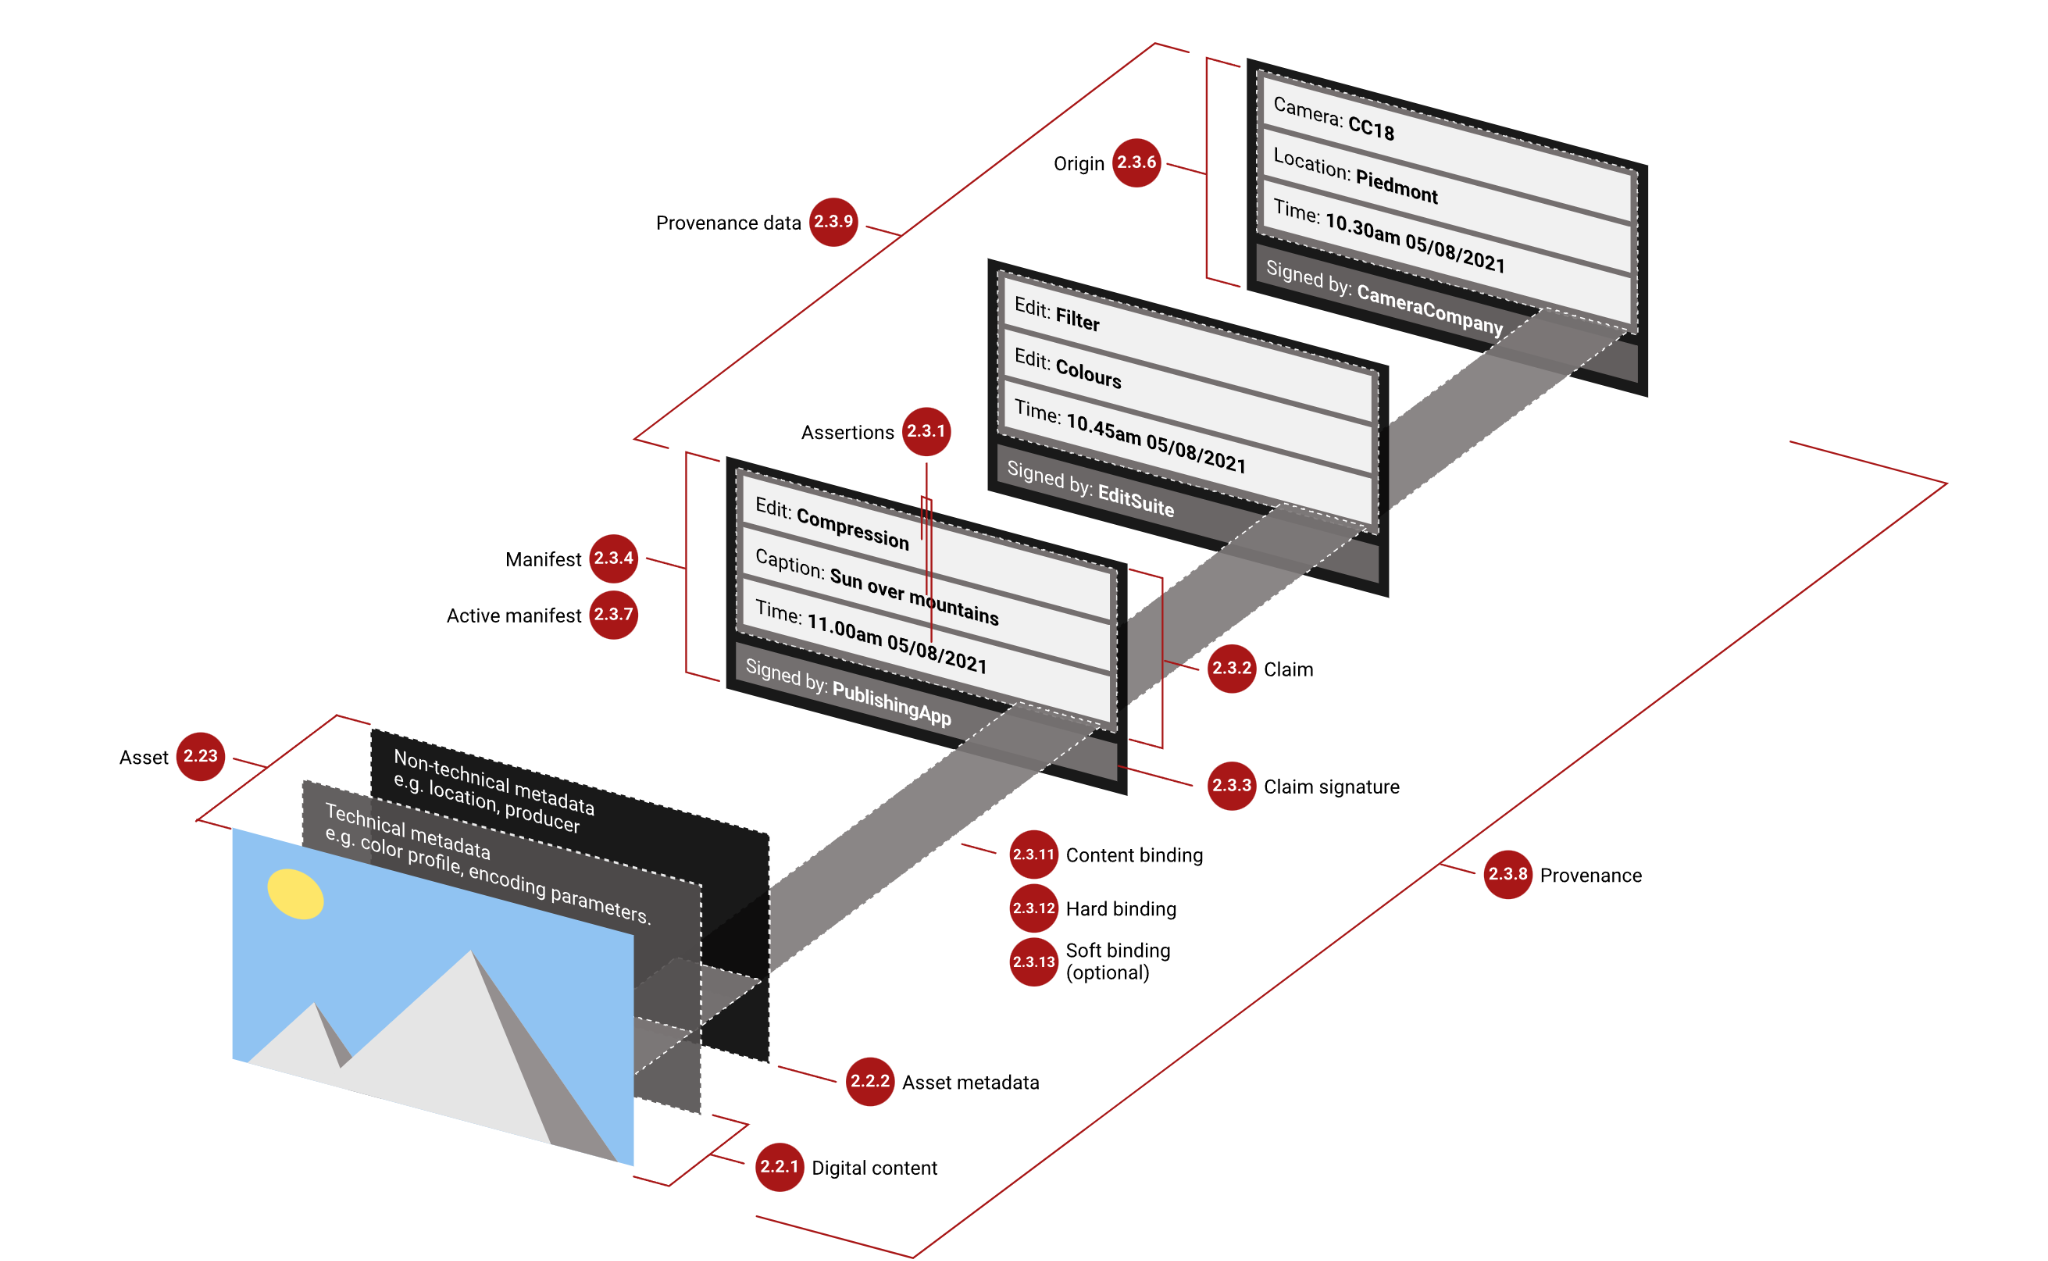 Camera: CC18
Location: Piedmont
Time: 10.30am 05/08/2021
Signed by: CameraCompany
Origin 2.3.6
Provenance data 2.3.9
Edit: Filter
Edit: Colours
Time: 10.45am 05/08/2021
Signed by: EditSuite
Assertions 2.3.1
Edit: Compression
Caption: Sun over mountains
Time: 11.00am 05/08/2021
Signed by: PublishingApp
Manifest 2.3.4
Active manifest 2.3.7
2.3.2 Claim
2.3.3 Claim signature
Asset 2.23
Non-technical metadata
e.g. location, producer
Technical metadata
e.g. color profile, encoding parameters.
2.3.11 Content binding
2.3.12 Hard binding
2.3.13 Soft binding
(optional)
2.3.8 Provenance
2.2.2 Asset metadata
2.2.1 Digital content